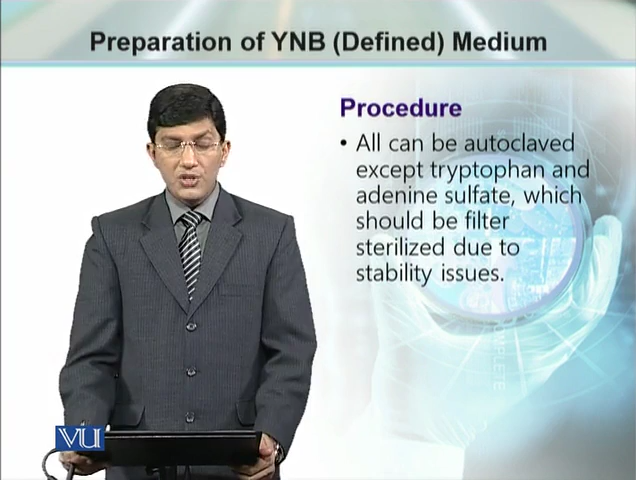 Preparation of YNB (Defined) Medium
Procedure
• All can be autoclaved
except tryptophan and
adenine sulfate, which
should be filter
sterilized due to
stability issues.
VU